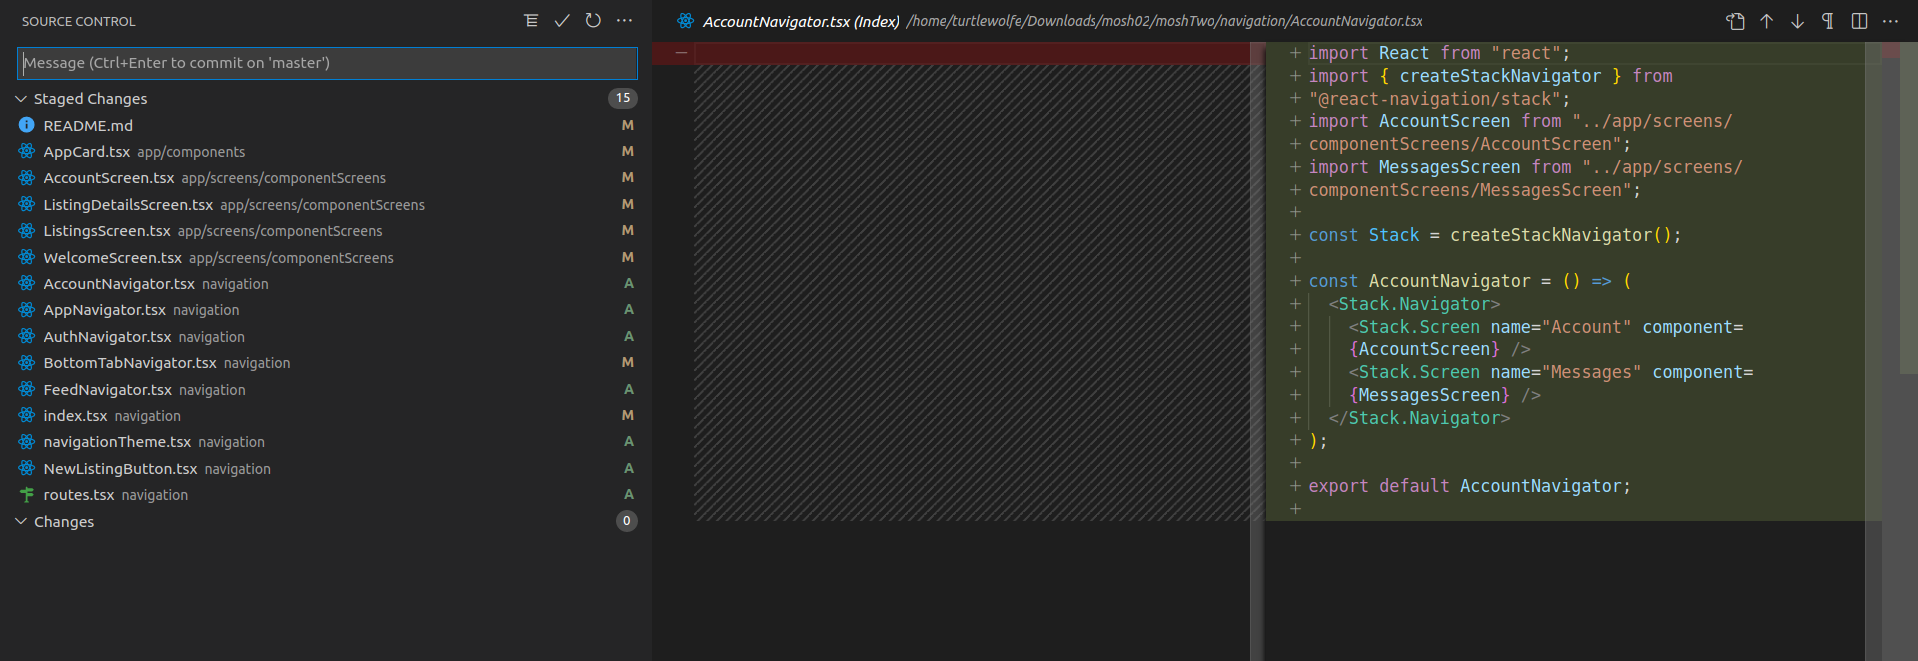 SOURCE CONTROL
Message (Ctrl+Enter to commit on 'master')
Staged Changes 15
README.md M
AppCard.tsx app/components M
AccountScreen.tsx app/screens/componentScreens M
ListingDetailsScreen.tsx app/screens/componentScreens M
ListingsScreen.tsx app/screens/componentScreens M
WelcomeScreen.tsx app/screens/componentScreens M
AccountNavigator.tsx navigation A
AppNavigator.tsx navigation A
AuthNavigator.tsx navigation A
BottomTabNavigator.tsx navigation M
FeedNavigator.tsx navigation A
index.tsx navigation M
navigationTheme.tsx navigation A
NewListingButton.tsx navigation A
routes.tsx navigation A
Changes 0
AccountNavigator.tsx (Index) /home/turtlewolfe/Downloads/mosh02/moshTwo/navigation/AccountNavigator.tsx
—
+ import React from "react";
+ import { createStackNavigator } from
+ "@react-navigation/stack";
+ import AccountScreen from "../app/screens/
+ componentScreens/AccountScreen";
+ import MessagesScreen from "../app/screens/
+ componentScreens/MessagesScreen";
+
+ const Stack = createStackNavigator();
+
+ const AccountNavigator = () => (
+ <Stack.Navigator>
+ <Stack.Screen name="Account" component=
+ {AccountScreen} />
+ <Stack.Screen name="Messages" component=
+ {MessagesScreen} />
+ </Stack.Navigator>
+ );
+
+ export default AccountNavigator;
+